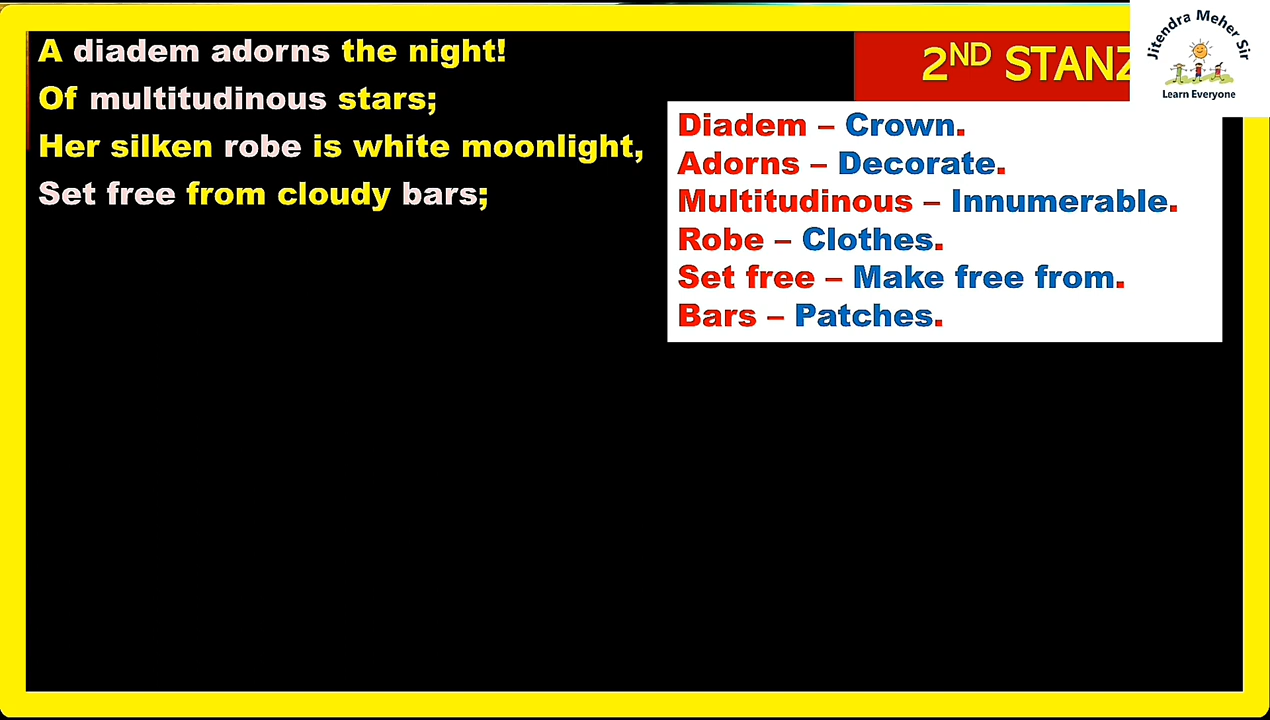 A diadem adorns the night!
Of multitudinous stars;
Her silken robe is white moonlight,
Set free from cloudy bars;
2ND STANZ
Diadem – Crown.
Adorns – Decorate.
Multitudinous – Innumerable.
Robe – Clothes.
Set free – Make free from.
Bars – Patches.
Jitendra Meher Sir
Learn Everyone